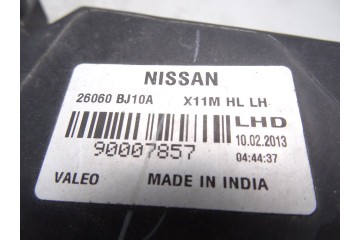 NISSAN
26060 BJ10A X11M HL LH
LHD
10.02.2013
90007857 04:44:37
VALEO MADE IN INDIA